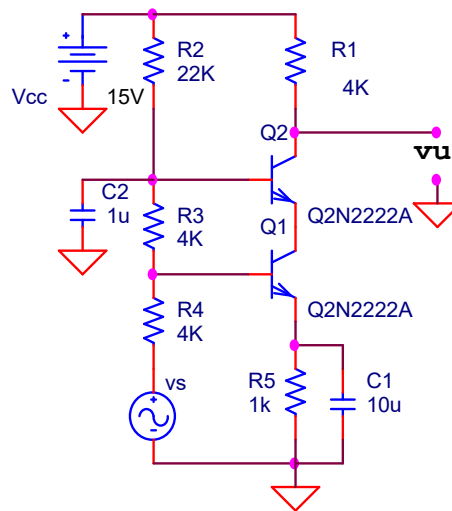 +
R2
22K
R1
4K
-
Vcc
15V
Q2
vu
C2
1u
R3
4K
Q1
Q2N2222A
R4
4K
Q2N2222A
vs
+
-
R5
1k
C1
10u